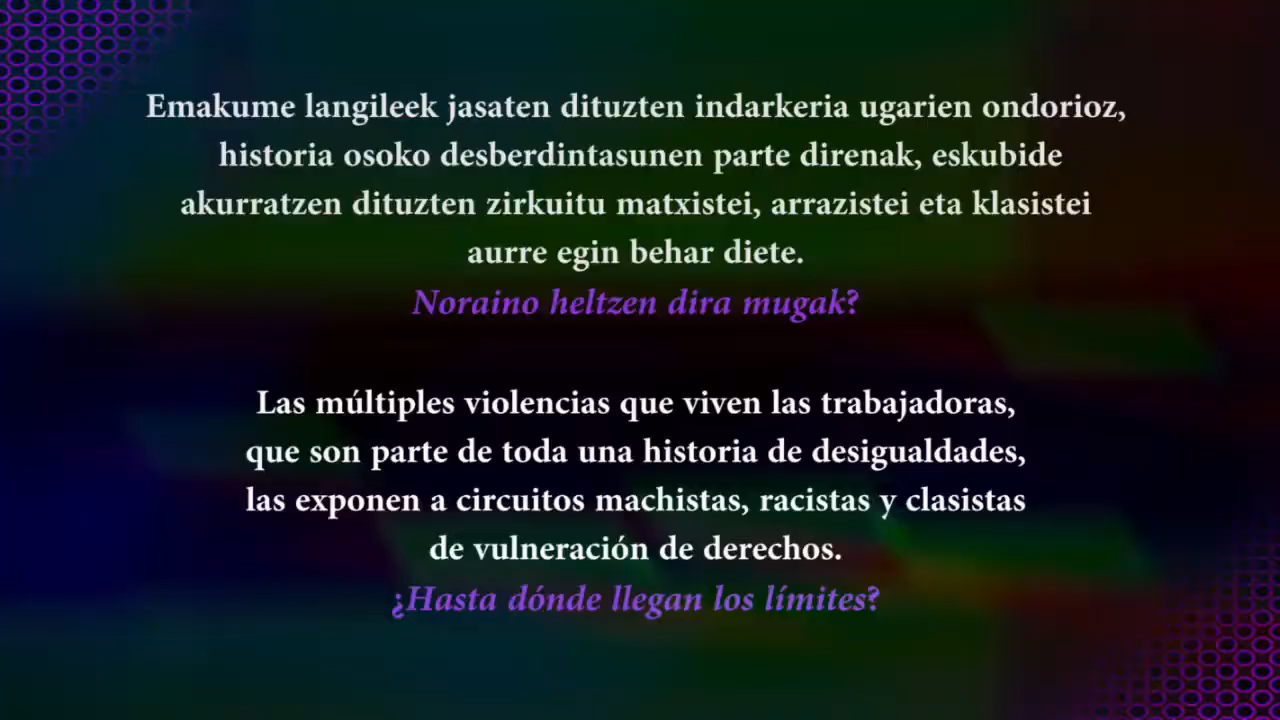 Emakume langileek jasaten dituzten indarkeria ugarien ondorioz,
historia osoko desberdintasunen parte direnak, eskubide
akurratzen dituzten zirkuitu matxistei, arrazistei eta klasistei
aurre egin behar diete.
Noraino heltzen dira mugak?
Las múltiples violencias que viven las trabajadoras,
que son parte de toda una historia de desigualdades,
las exponen a circuitos machistas, racistas y clasistas
de vulneración de derechos.
¿Hasta dónde llegan los límites?